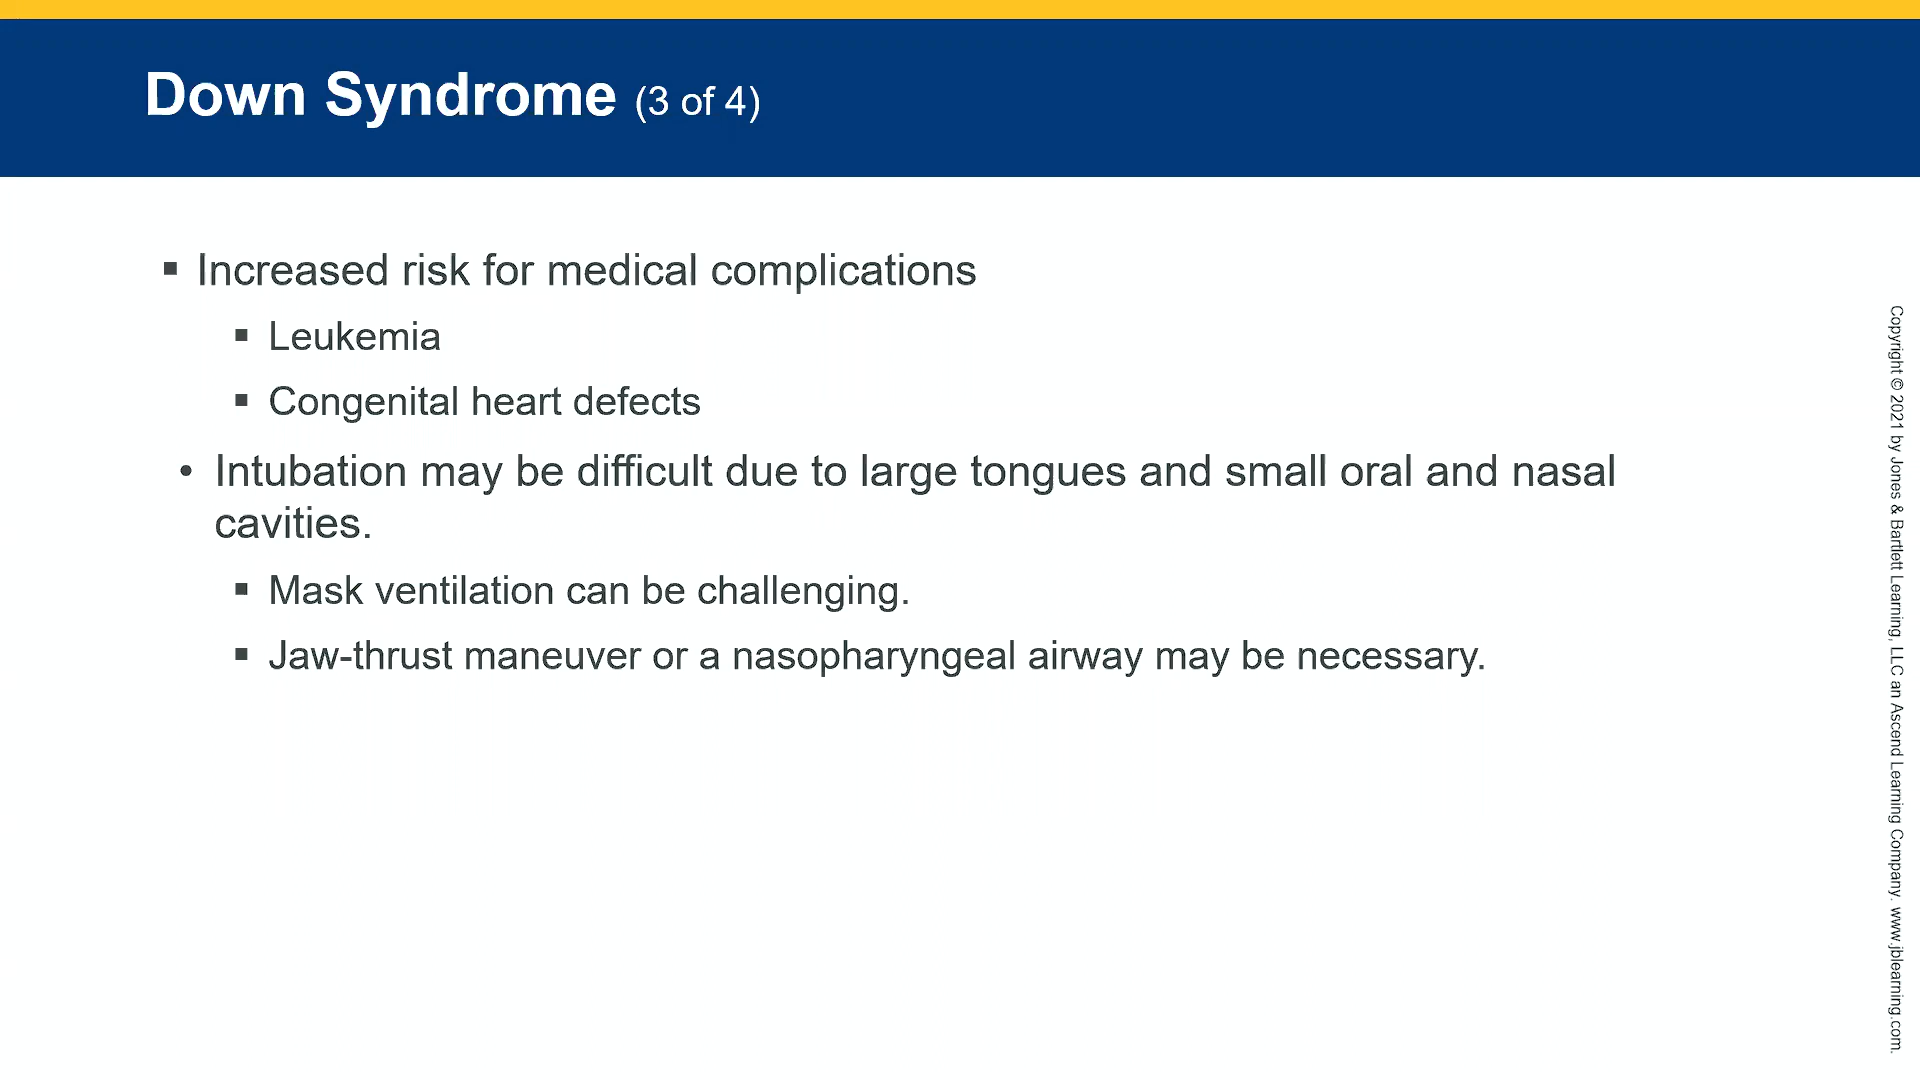 Down Syndrome (3 of 4)
▪ Increased risk for medical complications
▪ Leukemia
▪ Congenital heart defects
• Intubation may be difficult due to large tongues and small oral and nasal
cavities.
▪ Mask ventilation can be challenging.
▪ Jaw-thrust maneuver or a nasopharyngeal airway may be necessary.
Copyright © 2021 by Jones & Bartlett Learning, LLC an Ascend Learning Company. www.jblearning.com.